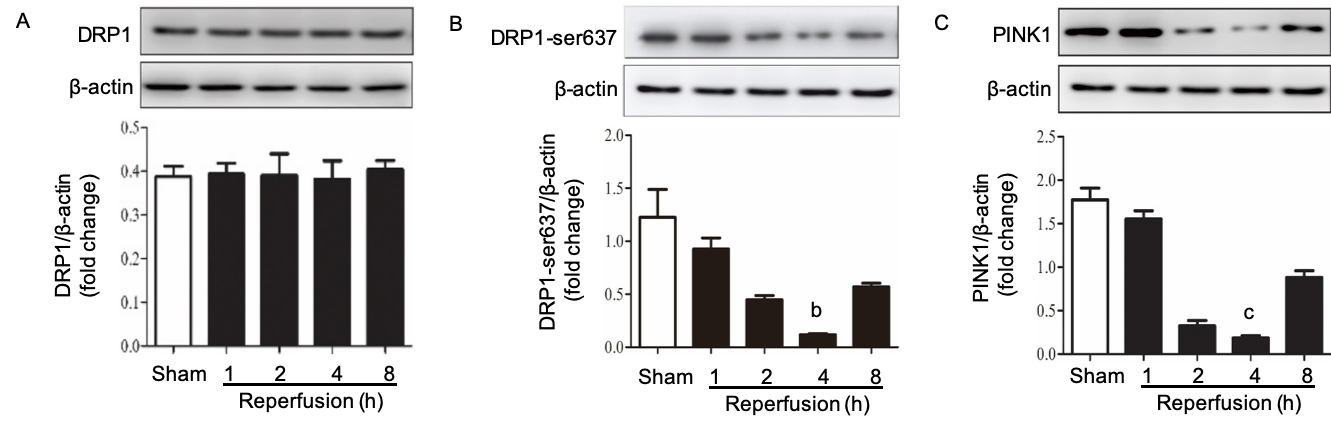 A
DRP1
β-actin
0.5
0.4
0.3
0.2
0.1
0.0
DRP1/β-actin
(fold change)
Sham 1 2 4 8
Reperfusion (h)
B
DRP1-ser637
β-actin
2.0
1.5
1.0
0.5
0.0
DRP1-ser637/β-actin
(fold change)
b
Sham 1 2 4 8
Reperfusion (h)
C
PINK1
β-actin
2.5
2.0
1.5
1.0
0.5
0.0
PINK1/β-actin
(fold change)
c
Sham 1 2 4 8
Reperfusion (h)